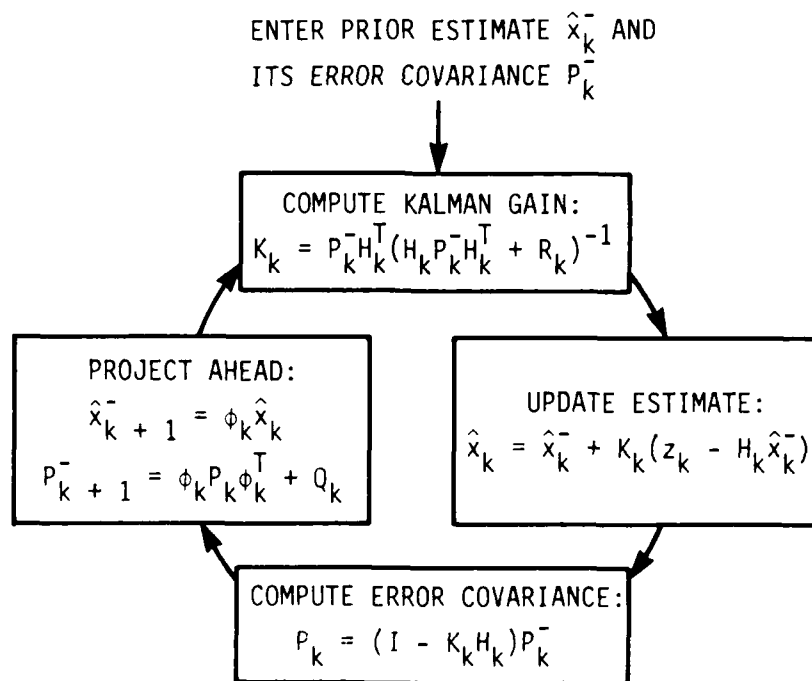 ENTER PRIOR ESTIMATE x̂ₖ⁻ AND
ITS ERROR COVARIANCE Pₖ⁻
COMPUTE KALMAN GAIN:
Kₖ = Pₖ⁻Hₖᵀ(HₖPₖ⁻Hₖᵀ + Rₖ)⁻¹
UPDATE ESTIMATE:
x̂ₖ = x̂ₖ⁻ + Kₖ(zₖ - Hₖx̂ₖ⁻)
COMPUTE ERROR COVARIANCE:
Pₖ = (I - KₖHₖ)Pₖ⁻
PROJECT AHEAD:
x̂ₖ⁻₊₁ = ϕₖx̂ₖ
Pₖ⁻₊₁ = ϕₖPₖϕₖᵀ + Qₖ